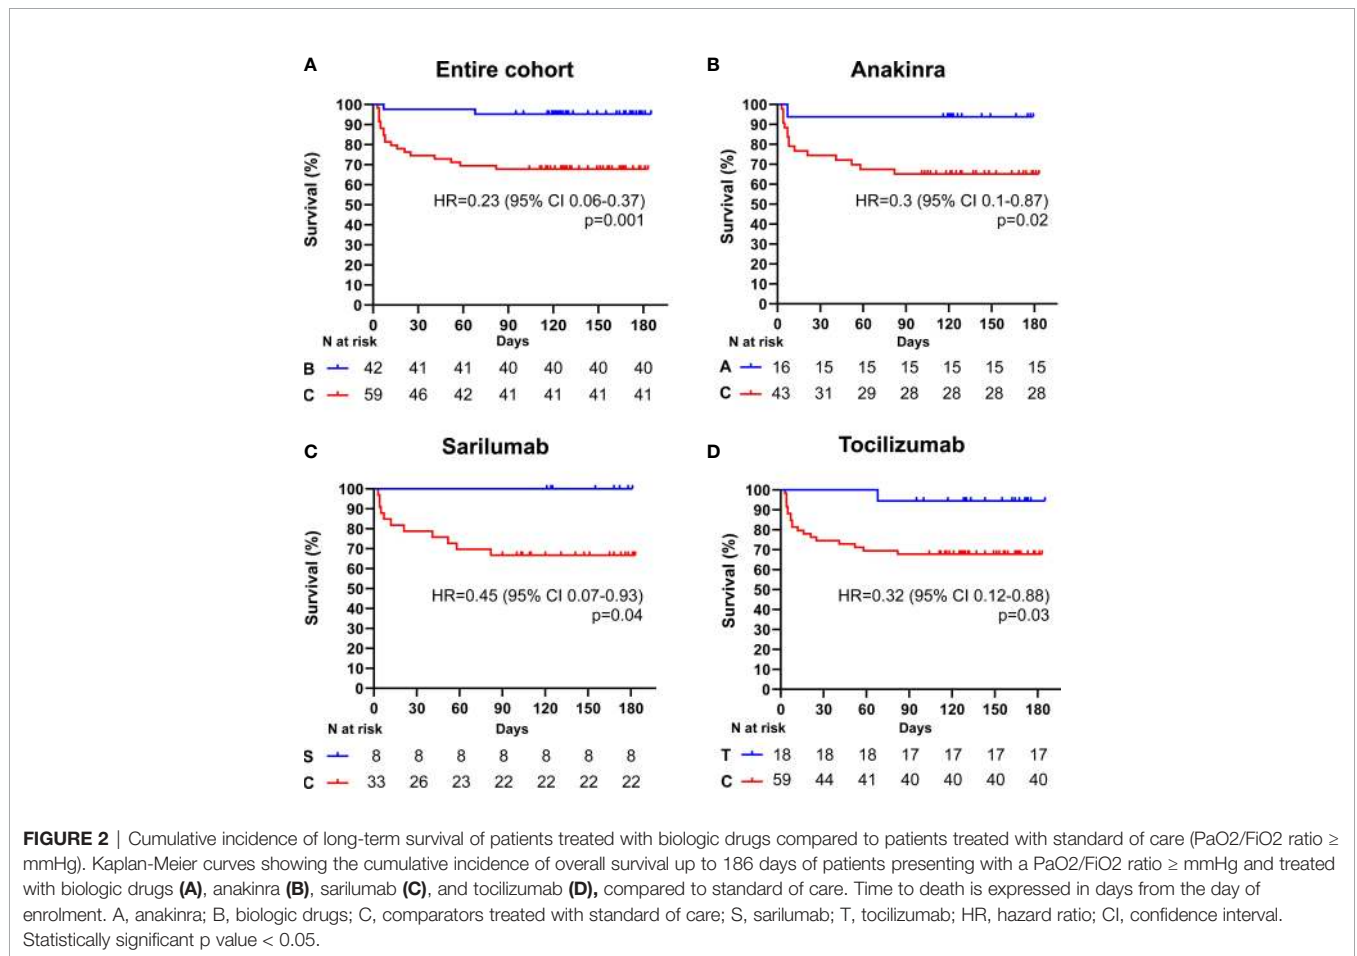 A
Entire cohort
100
90
80
70
60
50
40
30
20
10
0
Survival (%)
HR=0.23 (95% CI 0.06-0.37)
p=0.001
0 30 60 90 120 150 180
N at risk Days
B 42 41 41 40 40 40 40
C 59 46 42 41 41 41 41
B
Anakinra
100
90
80
70
60
50
40
30
20
10
0
Survival (%)
HR=0.3 (95% CI 0.1-0.87)
p=0.02
0 30 60 90 120 150 180
N at risk Days
A 16 15 15 15 15 15 15
C 43 31 29 28 28 28 28
C
Sarilumab
100
90
80
70
60
50
40
30
20
10
0
Survival (%)
HR=0.45 (95% CI 0.07-0.93)
p=0.04
0 30 60 90 120 150 180
N at risk Days
S 8 8 8 8 8 8 8
C 33 26 23 22 22 22 22
D
Tocilizumab
100
90
80
70
60
50
40
30
20
10
0
Survival (%)
HR=0.32 (95% CI 0.12-0.88)
p=0.03
0 30 60 90 120 150 180
N at risk Days
T 18 18 18 17 17 17 17
C 59 44 41 40 40 40 40
FIGURE 2 | Cumulative incidence of long-term survival of patients treated with biologic drugs compared to patients treated with standard of care (PaO2/FiO2 ratio ≥
mmHg). Kaplan-Meier curves showing the cumulative incidence of overall survival up to 186 days of patients presenting with a PaO2/FiO2 ratio ≥ mmHg and treated
with biologic drugs (A), anakinra (B), sarilumab (C), and tocilizumab (D), compared to standard of care. Time to death is expressed in days from the day of
enrolment. A, anakinra; B, biologic drugs; C, comparators treated with standard of care; S, sarilumab; T, tocilizumab; HR, hazard ratio; CI, confidence interval.
Statistically significant p value < 0.05.